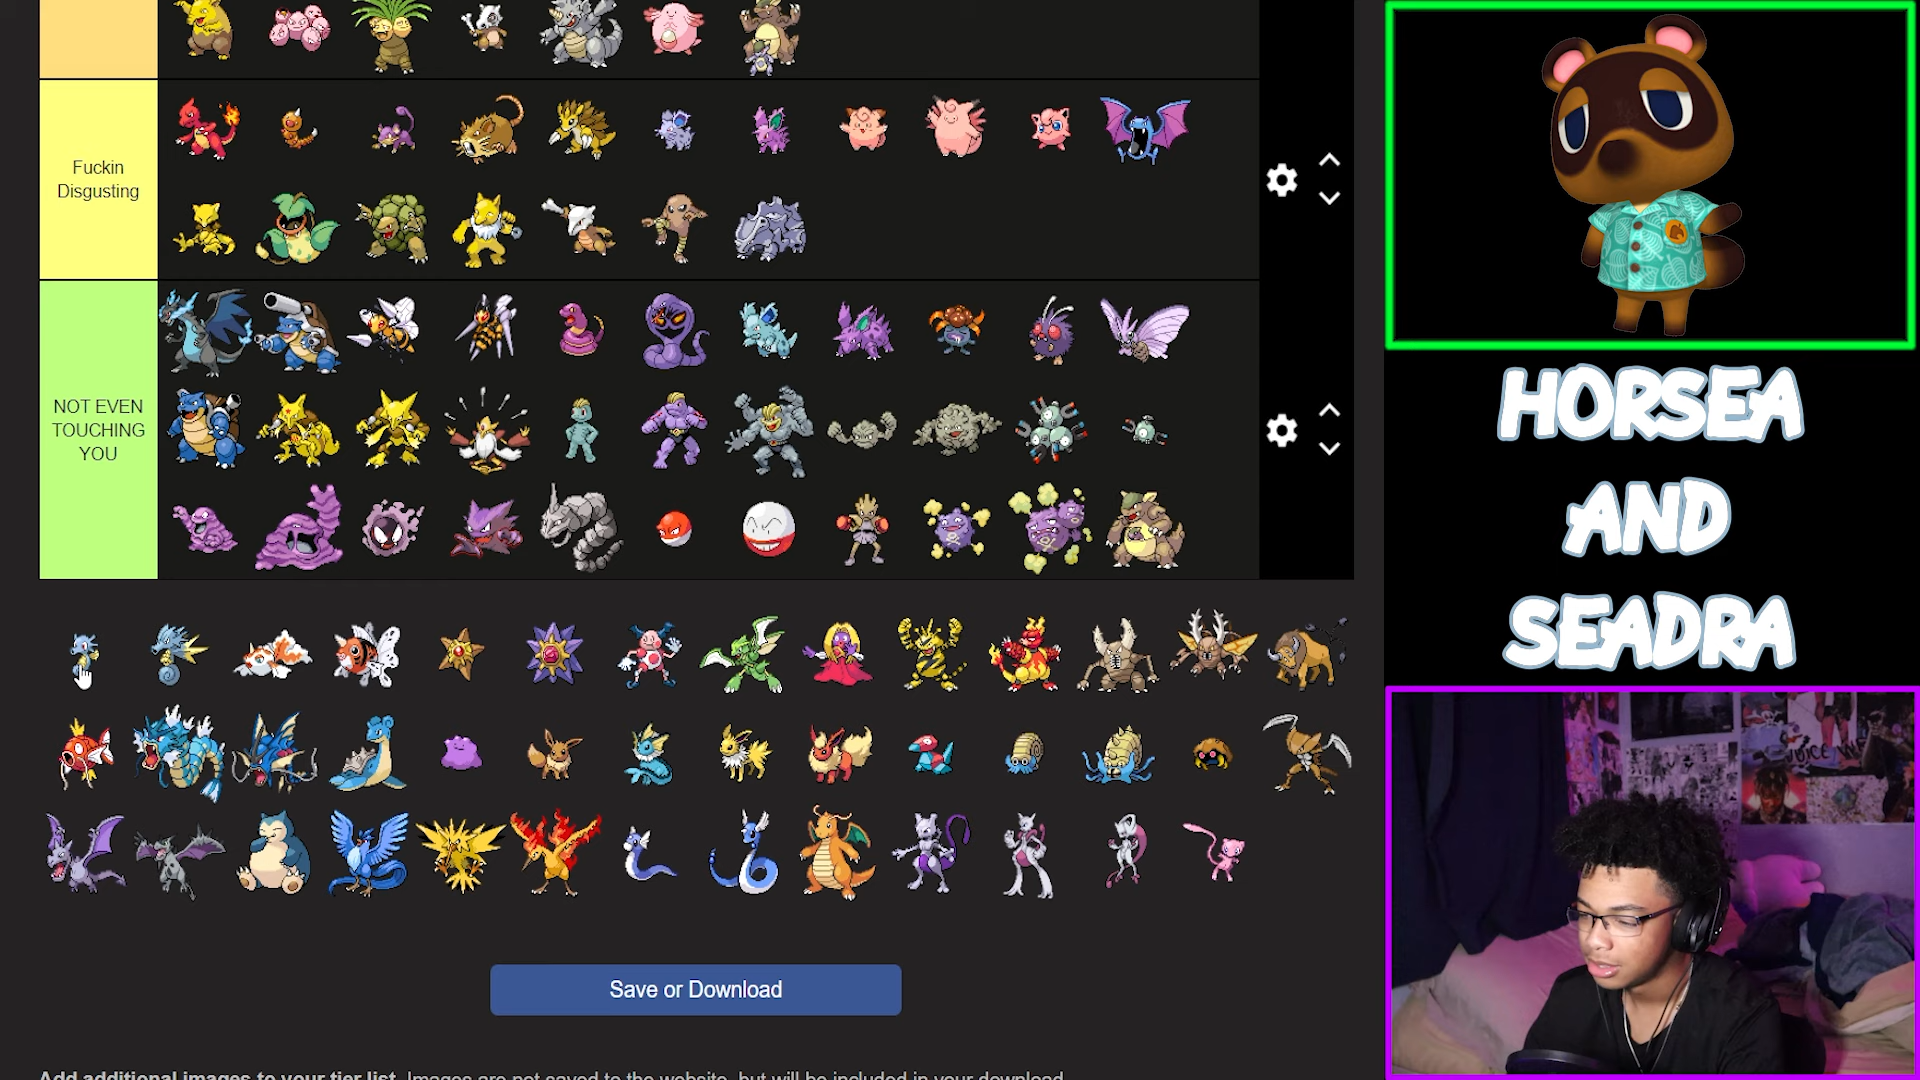 Fuckin
Disgusting
NOT EVEN
TOUCHING
YOU
HORSEA
AND
SEADRA
Save or Download
Add additional images to your tier list. Images are not saved to the website, but will be included in your download.